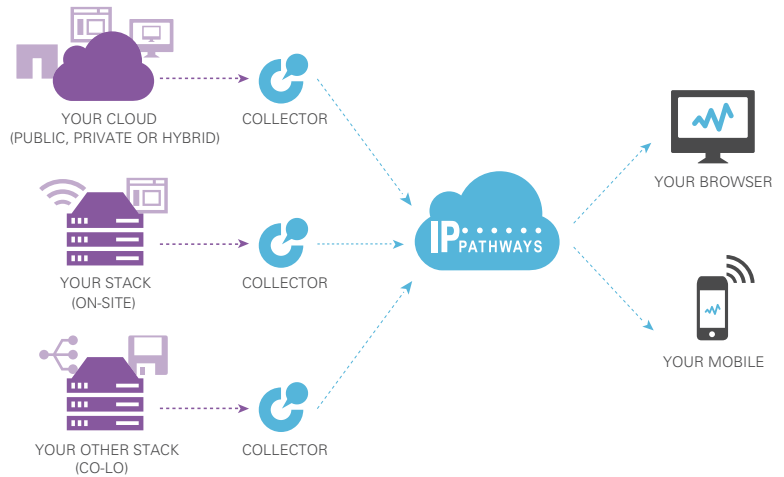 YOUR CLOUD
(PUBLIC, PRIVATE OR HYBRID)
COLLECTOR
YOUR STACK
(ON-SITE)
COLLECTOR
YOUR OTHER STACK
(CO-LO)
COLLECTOR
IP PATHWAYS
YOUR BROWSER
YOUR MOBILE